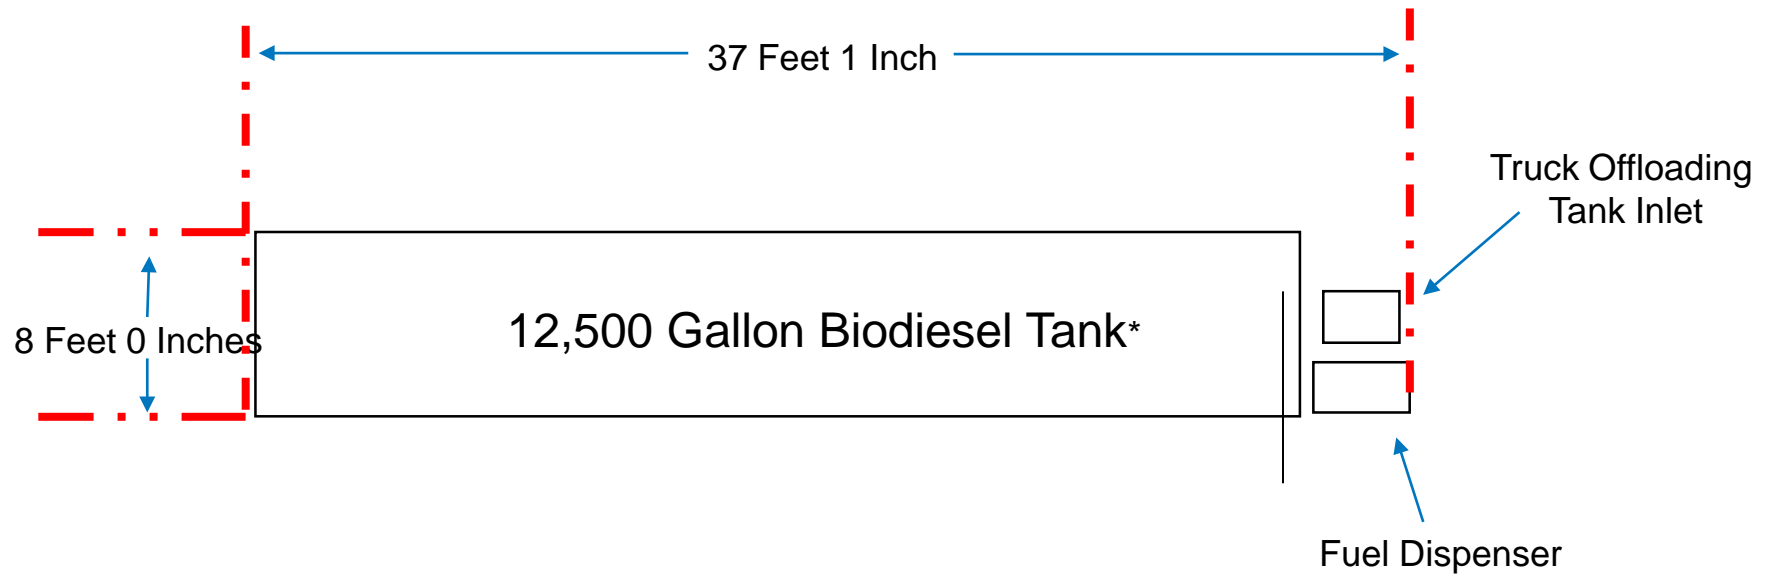 37 Feet 1 Inch
Truck Offloading
Tank Inlet
8 Feet 0 Inches
12,500 Gallon Biodiesel Tank*
Fuel Dispenser